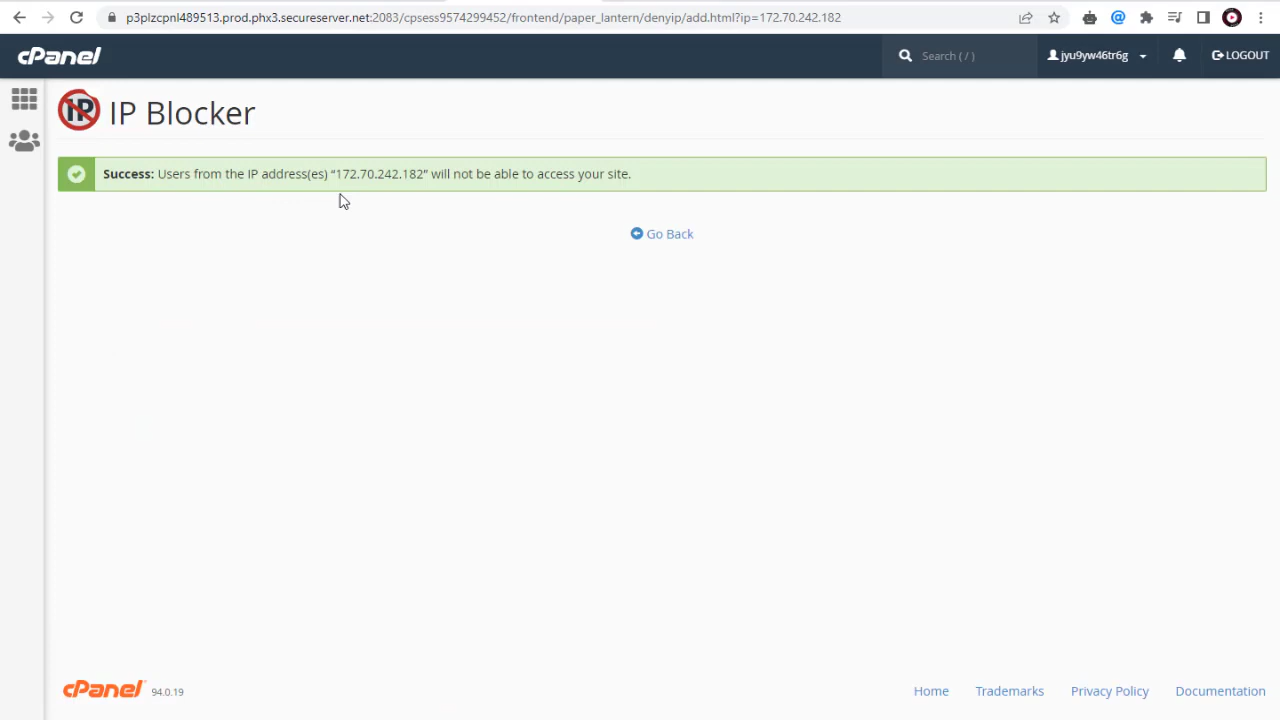 p3plzcpnl489513.prod.phx3.secureserver.net:2083/cpsess9574299452/frontend/paper_lantern/denyip/add.html?ip=172.70.242.182
cPanel
Search ( / )
jyu9yw46tr6g
LOGOUT
IP
IP Blocker
Success: Users from the IP address(es) “172.70.242.182” will not be able to access your site.
Go Back
cPanel 94.0.19
Home
Trademarks
Privacy Policy
Documentation